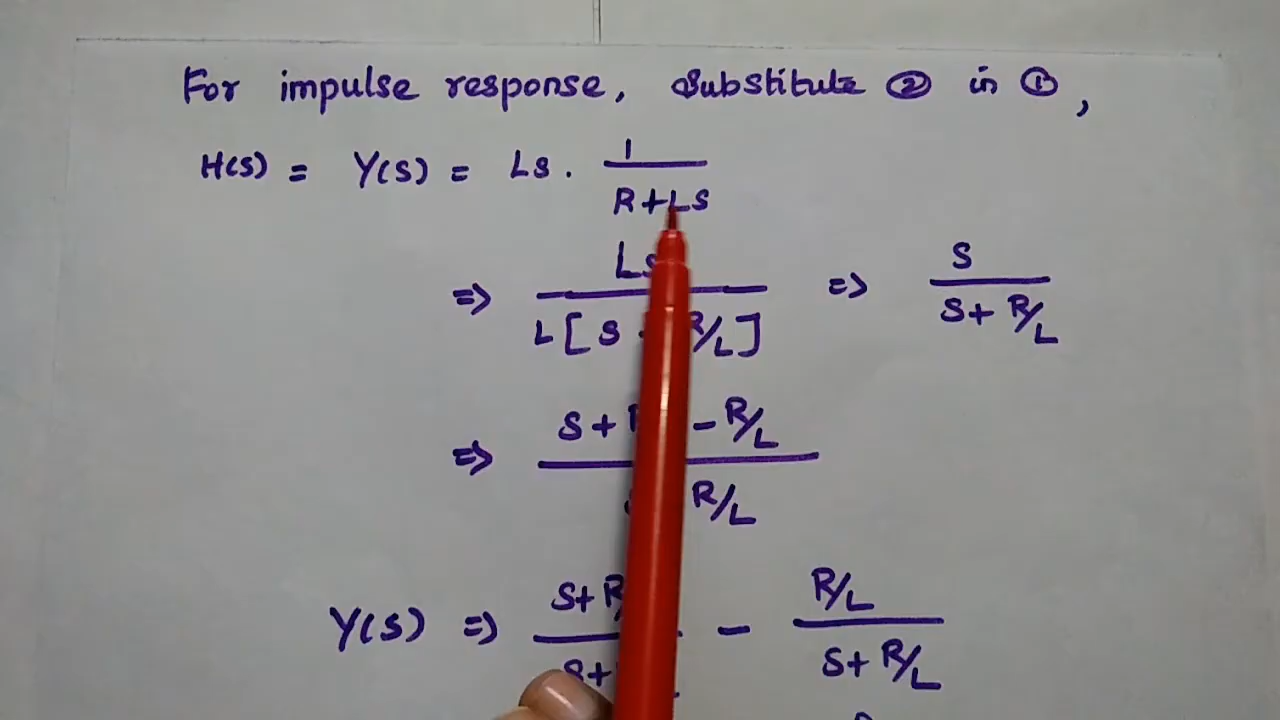 For impulse response, Substitute ② in ①,
H(s) = Y(s) = Ls . 1 / R+Ls
=> Ls / L[s R/L] => s / s+ R/L
=> s+ - R/L / R/L
Y(s) => s+ R / s+ - R/L / s+ R/L